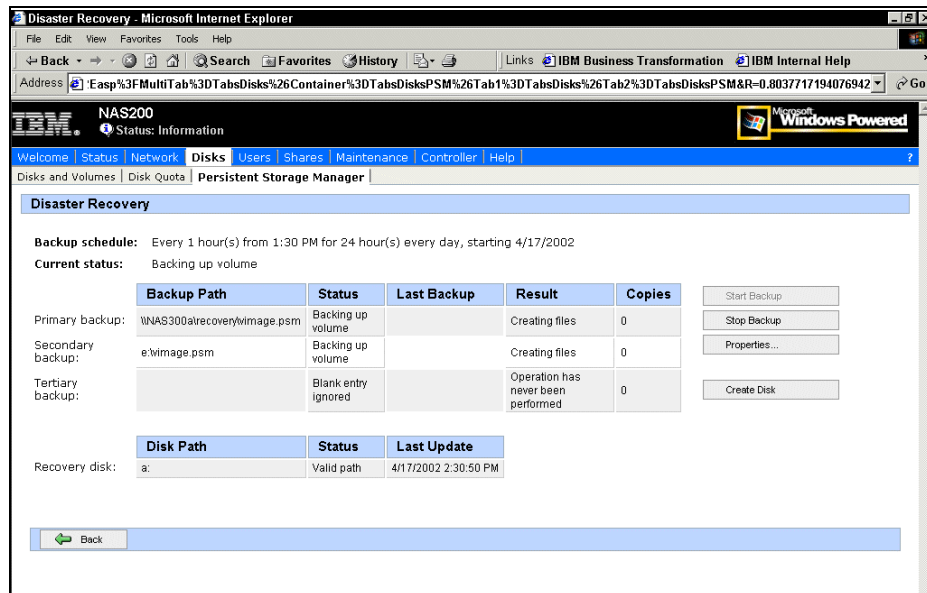 Disaster Recovery - Microsoft Internet Explorer
File Edit View Favorites Tools Help
Back Search Favorites History Links IBM Business Transformation IBM Internal Help
Address :Easp%3FMultiTab%3DTabsDisks%26Container%3DTabsDisksPSM%26Tab1%3DTabsDisks%26Tab2%3DTabsDisksPSM&R=0.8037717194076942 Go
IBM.
NAS200
Status: Information
Microsoft
Windows Powered
Welcome | Status | Network | Disks | Users | Shares | Maintenance | Controller | Help | ?
Disks and Volumes | Disk Quota | Persistent Storage Manager |
Disaster Recovery
Backup schedule: Every 1 hour(s) from 1:30 PM for 24 hour(s) every day, starting 4/17/2002
Current status: Backing up volume
Backup Path Status Last Backup Result Copies
Primary backup: \\NAS300a\recovery\vimage.psm Backing up volume Creating files 0
Secondary backup: e:\vimage.psm Backing up volume Creating files 0
Tertiary backup: Blank entry ignored Operation has never been performed 0
Start Backup
Stop Backup
Properties...
Create Disk
Disk Path Status Last Update
Recovery disk: a: Valid path 4/17/2002 2:30:50 PM
Back